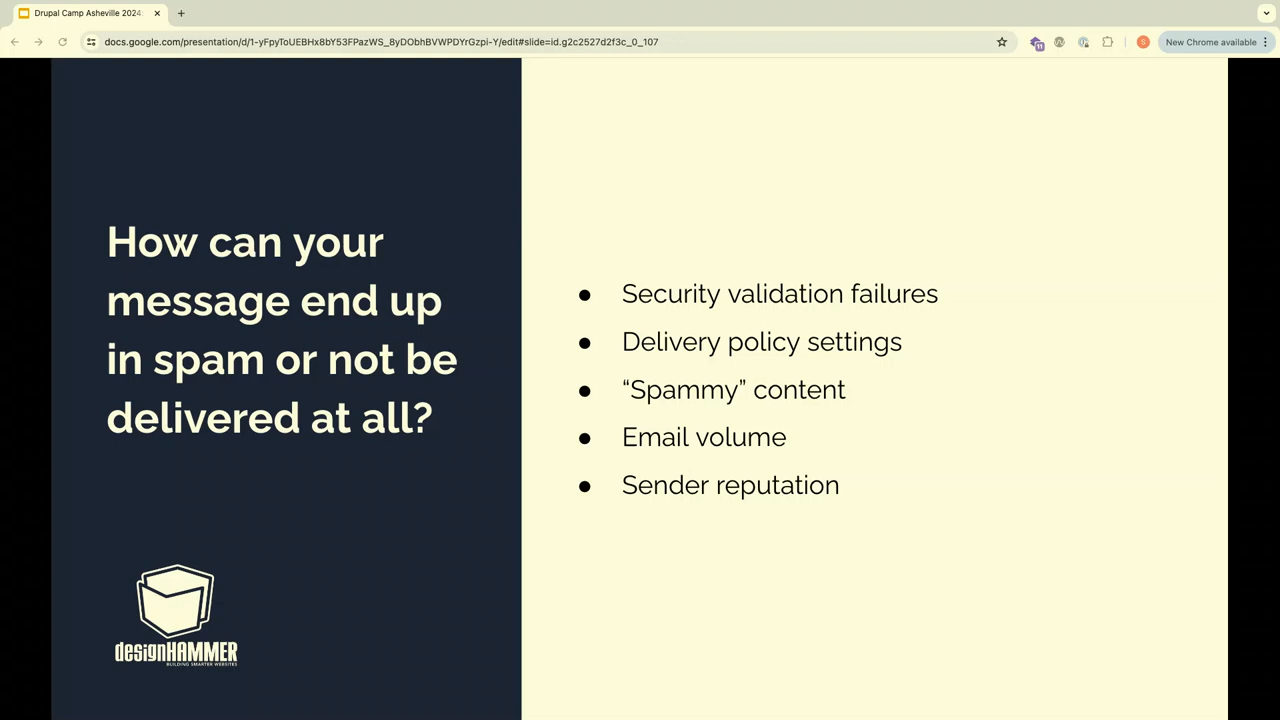 Drupal Camp Asheville 2024:
docs.google.com/presentation/d/1-yFpyToUEBHx8bY53FPazWS_8yDObhBVWPDYrGzpi-Y/edit#slide=id.g2c2527d2f3c_0_107
11
S
New Chrome available
How can your
message end up
in spam or not be
delivered at all?
● Security validation failures
● Delivery policy settings
● “Spammy” content
● Email volume
● Sender reputation
designHAMMER
BUILDING SMARTER WEBSITES